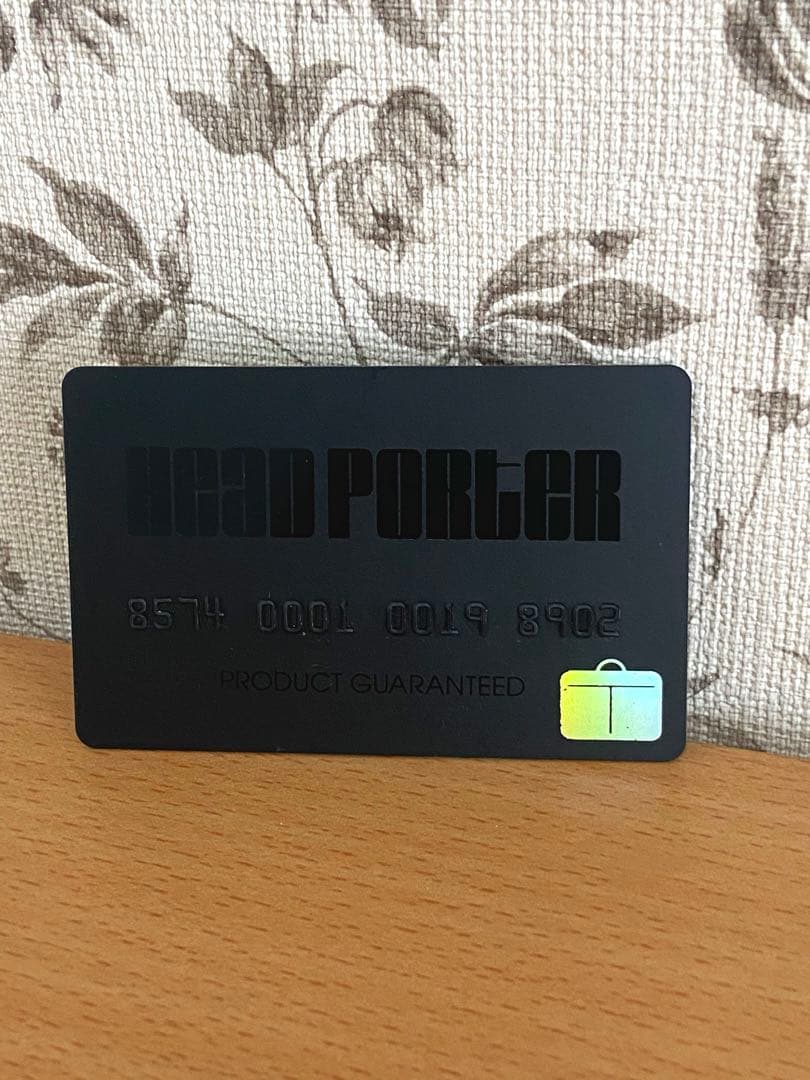 HEAD PORTER
8574 0001 0019 8902
PRODUCT GUARANTEED